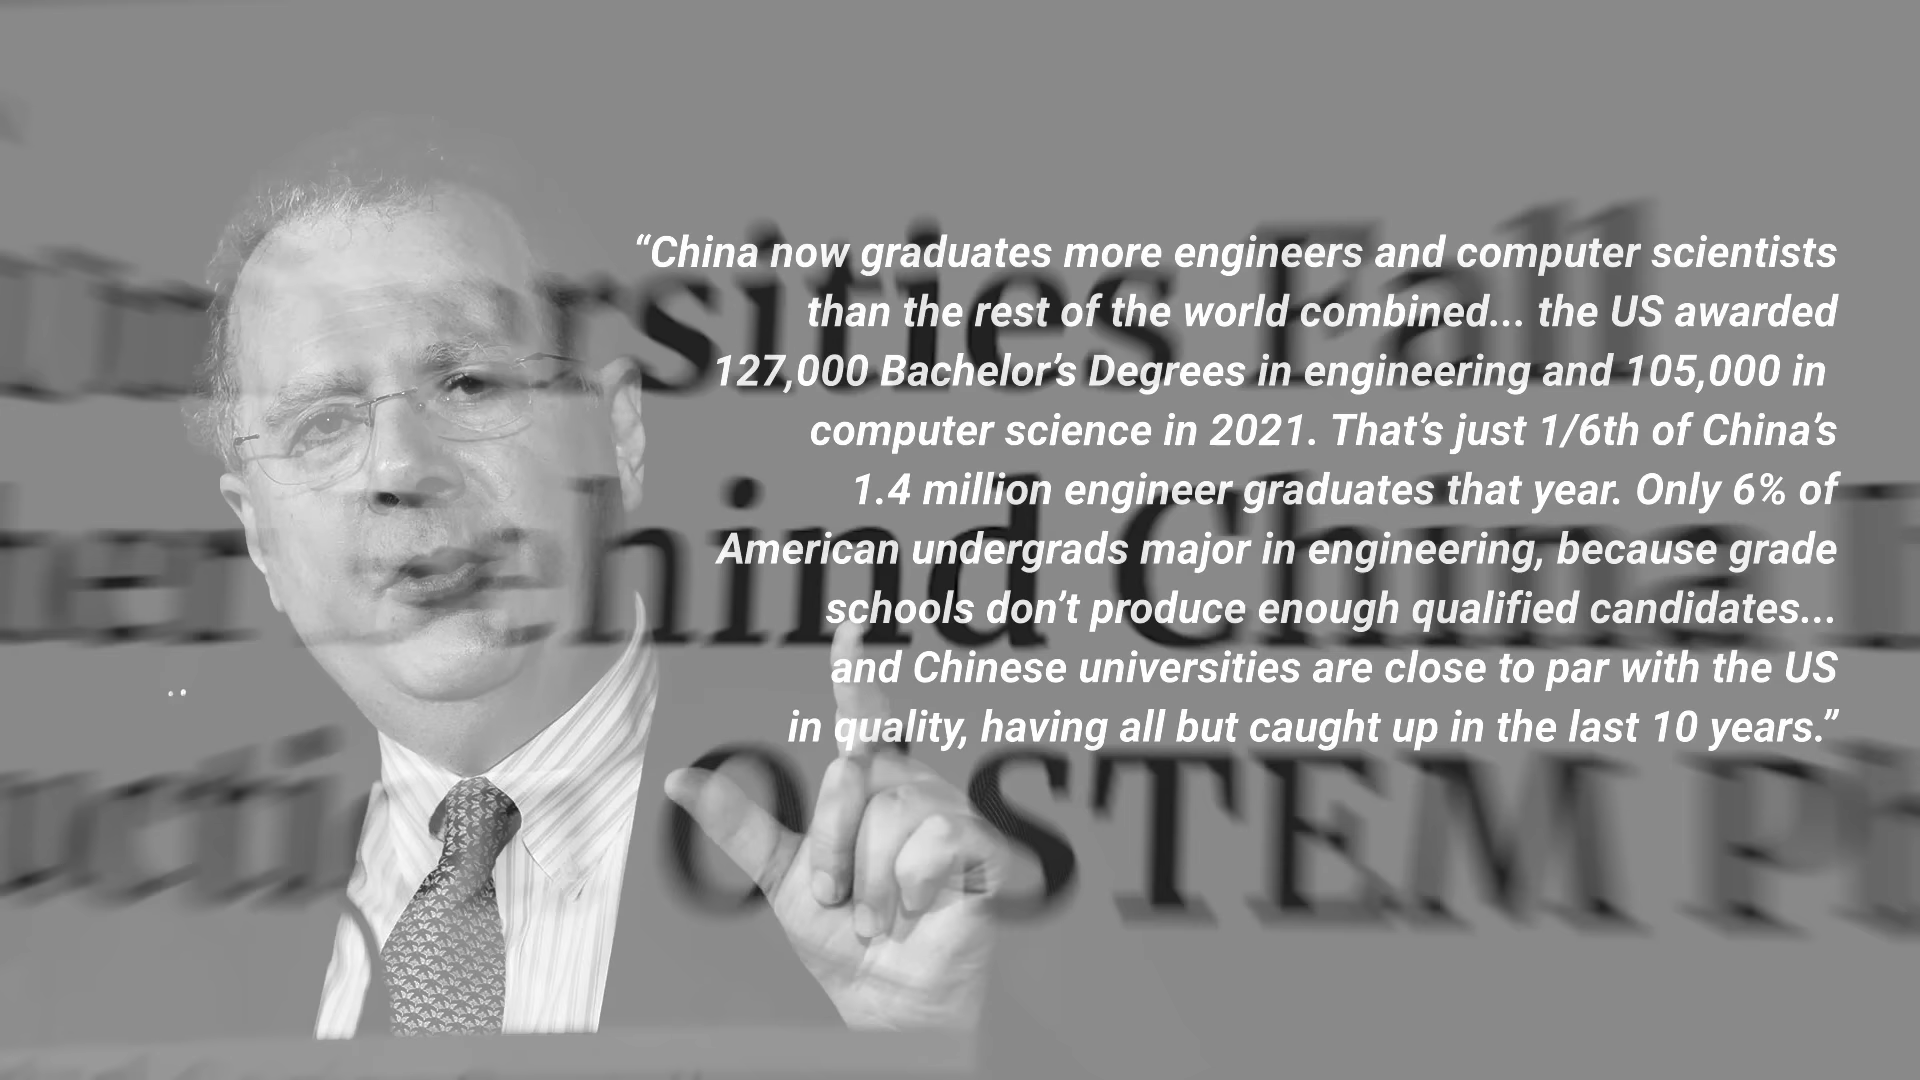 “China now graduates more engineers and computer scientists
than the rest of the world combined... the US awarded
127,000 Bachelor’s Degrees in engineering and 105,000 in
computer science in 2021. That’s just 1/6th of China’s
1.4 million engineer graduates that year. Only 6% of
American undergrads major in engineering, because grade
schools don’t produce enough qualified candidates...
and Chinese universities are close to par with the US
in quality, having all but caught up in the last 10 years.”
Fall
hind China
STEM